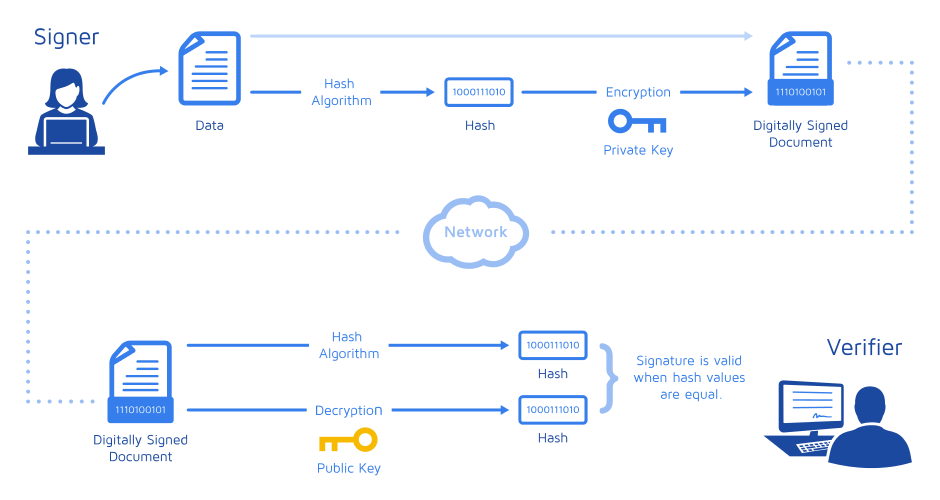 Signer
Hash
Algorithm
1000111010
Encryption
1110100101
Data
Hash
Private Key
Digitally Signed
Document
Network
Hash
Algorithm
1000111010
Hash
Signature is valid
when hash values
are equal.
Verifier
1110100101
Decryption
1000111010
Hash
Digitally Signed
Document
Public Key